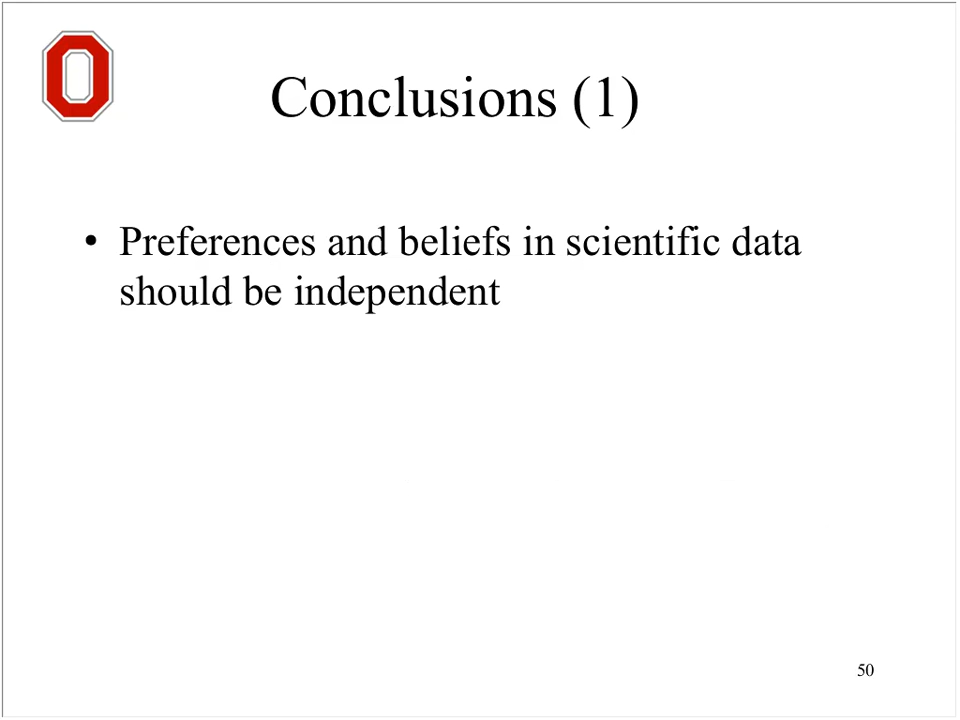 Conclusions (1)
• Preferences and beliefs in scientific data
should be independent
50